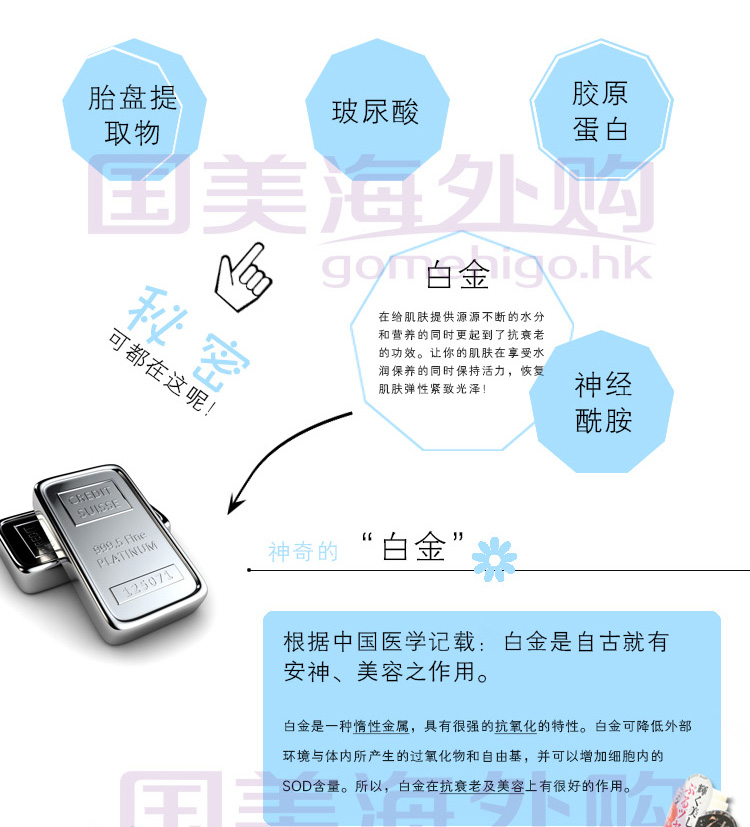 胎盘提
取物
玻尿酸
胶原
蛋白
国美海外购
gomehigo.hk
白金
在给肌肤提供源源不断的水分
和营养的同时更起到了抗衰老
的功效。让你的肌肤在享受水
润保养的同时保持活力，恢复
肌肤弹性紧致光泽！
秘密
可都在这呢！
神经
酰胺
CREDIT
SUISSE
999,5 Fine
PLATINUM
125071
神奇的 “白金”
根据中国医学记载：白金是自古就有
安神、美容之作用。
白金是一种惰性金属，具有很强的抗氧化的特性。白金可降低外部
环境与体内所产生的过氧化物和自由基，并可以增加细胞内的
SOD含量。所以，白金在抗衰老及美容上有很好的作用。
国美海外购